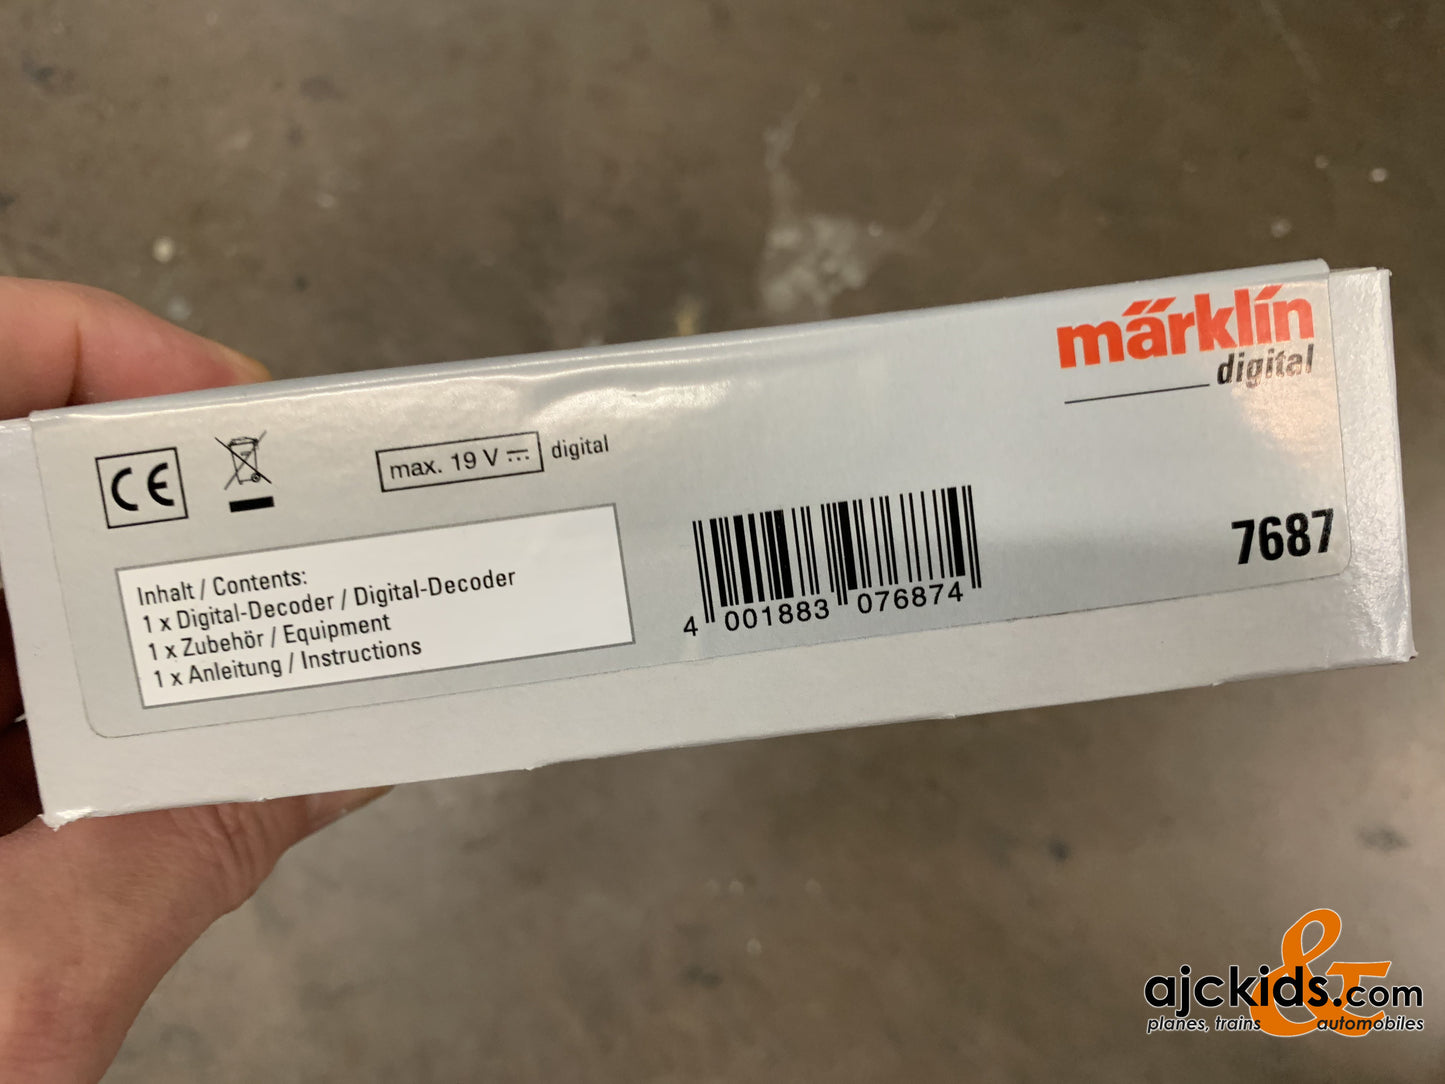 märklin
digital
CE
max. 19 V digital
7687
Inhalt / Contents:
1 x Digital-Decoder / Digital-Decoder
1 x Zubehör / Equipment
1 x Anleitung / Instructions
4 001883 076874
ajckids.com
planes, trains & automobiles